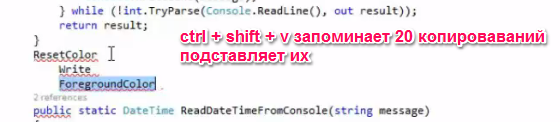 } while (!int.TryParse(Console.ReadLine(), out result));
return result;
}
ResetColor
ctrl + shift + v запоминает 20 копироваваний
подставляет их
Write
ForegroundColor
2 references
public static DateTime ReadDateTimeFromConsole(string message)